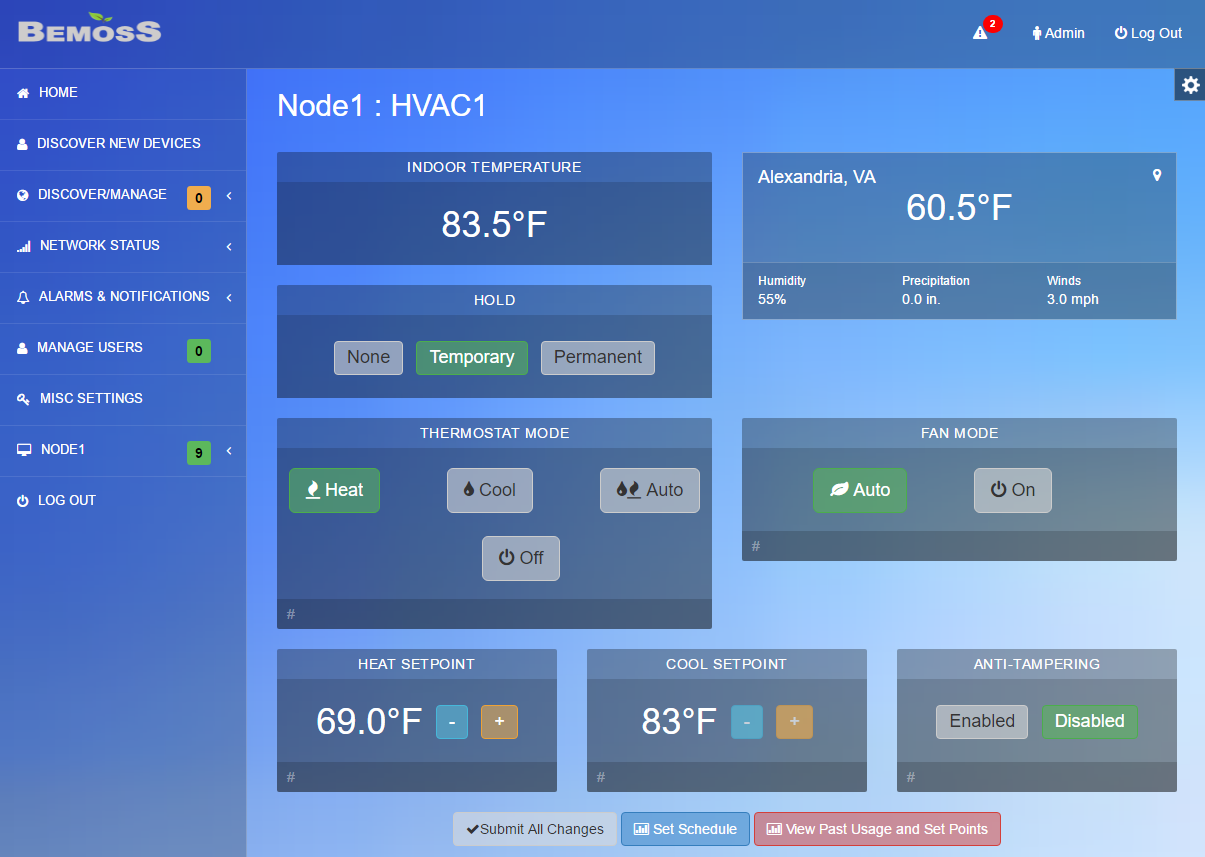 BEMOSS
2
Admin
Log Out
HOME
DISCOVER NEW DEVICES
DISCOVER/MANAGE 0
NETWORK STATUS
ALARMS & NOTIFICATIONS
MANAGE USERS 0
MISC SETTINGS
NODE1 9
LOG OUT
Node1 : HVAC1
INDOOR TEMPERATURE
83.5°F
Alexandria, VA
60.5°F
Humidity Precipitation Winds
55% 0.0 in. 3.0 mph
HOLD
None Temporary Permanent
THERMOSTAT MODE
Heat Cool Auto
Off
#
FAN MODE
Auto On
#
HEAT SETPOINT
69.0°F - +
#
COOL SETPOINT
83°F - +
#
ANTI-TAMPERING
Enabled Disabled
#
Submit All Changes Set Schedule View Past Usage and Set Points